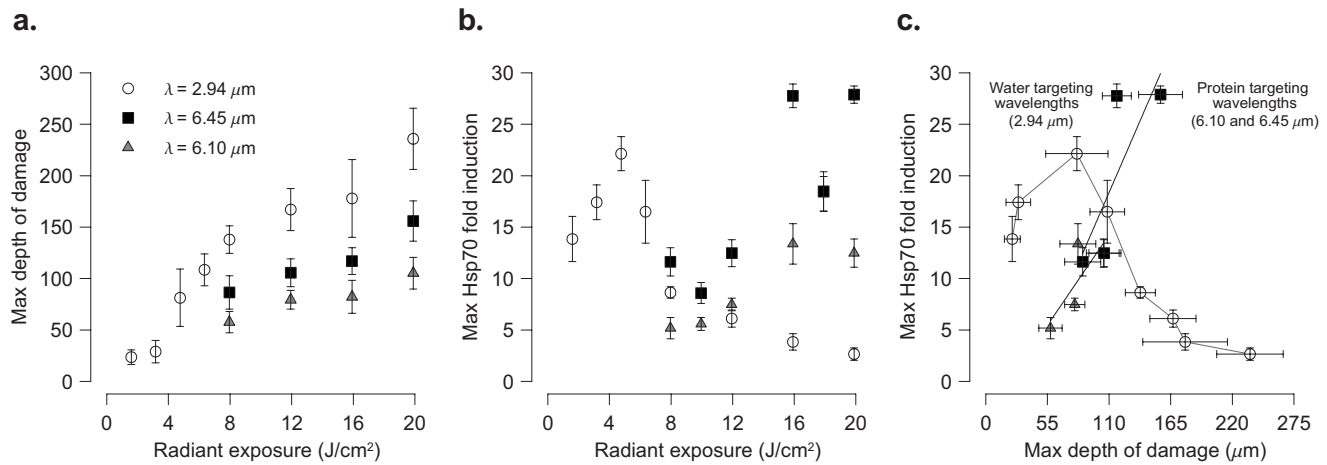 a.
Max depth of damage
300
250
200
150
100
50
0
λ = 2.94 μm
λ = 6.45 μm
λ = 6.10 μm
0 4 8 12 16 20
Radiant exposure (J/cm²)
b.
Max Hsp70 fold induction
30
25
20
15
10
5
0
0 4 8 12 16 20
Radiant exposure (J/cm²)
c.
Max Hsp70 fold induction
30
25
20
15
10
5
0
Water targeting
wavelengths
(2.94 μm)
Protein targeting
wavelengths
(6.10 and 6.45 μm)
0 55 110 165 220 275
Max depth of damage (μm)